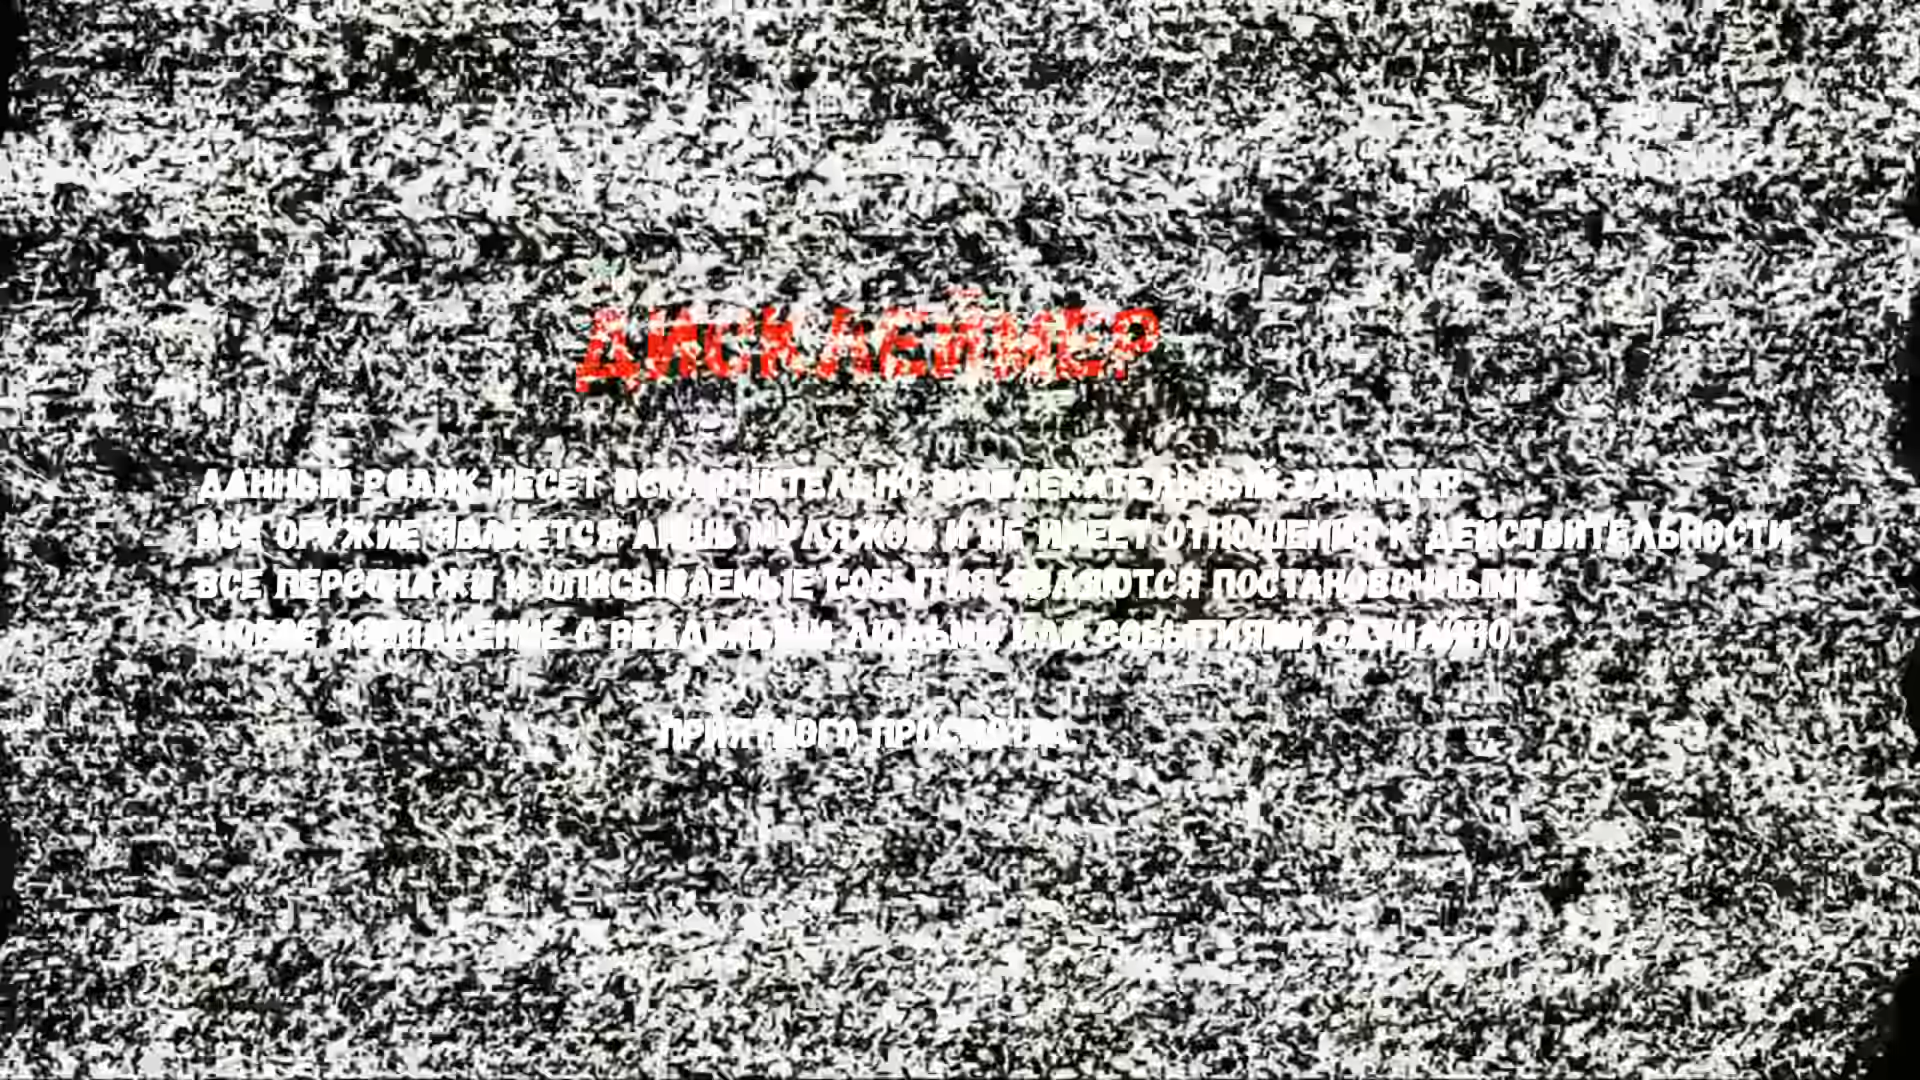 ДИСКЛЕЙМЕР
ДАННЫЙ РОЛИК НЕСЕТ ИСКЛЮЧИТЕЛЬНО РАЗВЛЕКАТЕЛЬНЫЙ ХАРАКТЕР
ВСЕ ОРУЖИЕ ЯВЛЯЕТСЯ ЛИШЬ МУЛЯЖОМ И НЕ ИМЕЕТ ОТНОШЕНИЯ К ДЕЙСТВИТЕЛЬНОСТИ
ВСЕ ПЕРСОНАЖИ И ОПИСЫВАЕМЫЕ СОБЫТИЯ ЯВЛЯЮТСЯ ПОСТАНОВОЧНЫМИ
ЛЮБОЕ СОВПАДЕНИЕ С РЕАЛЬНЫМИ ЛЮДЬМИ ИЛИ СОБЫТИЯМИ СЛУЧАЙНО.
ПРИЯТНОГО ПРОСМОТРА